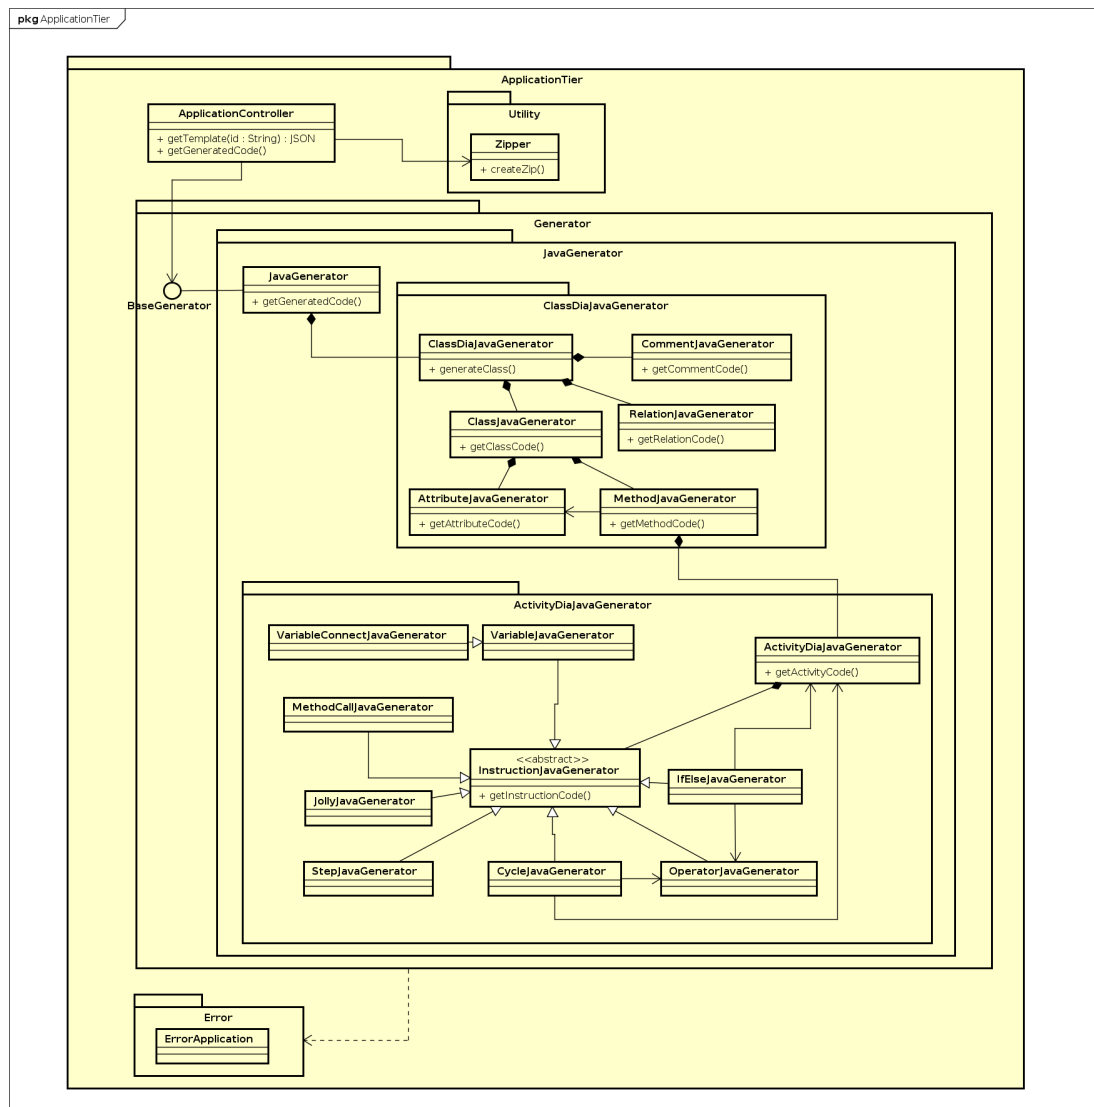 pkg ApplicationTier
ApplicationTier
ApplicationController
+ getTemplate(id : String) : JSON
+ getGeneratedCode()
Utility
Zipper
+ createZip()
Generator
JavaGenerator
BaseGenerator
JavaGenerator
+ getGeneratedCode()
ClassDiaJavaGenerator
ClassDiaJavaGenerator
+ generateClass()
CommentJavaGenerator
+ getCommentCode()
ClassJavaGenerator
+ getClassCode()
RelationJavaGenerator
+ getRelationCode()
AttributeJavaGenerator
+ getAttributeCode()
MethodJavaGenerator
+ getMethodCode()
ActivityDiaJavaGenerator
VariableConnectJavaGenerator
VariableJavaGenerator
ActivityDiaJavaGenerator
+ getActivityCode()
MethodCallJavaGenerator
<<abstract>>
InstructionJavaGenerator
+ getInstructionCode()
IfElseJavaGenerator
JollyJavaGenerator
StepJavaGenerator
CycleJavaGenerator
OperatorJavaGenerator
Error
ErrorApplication